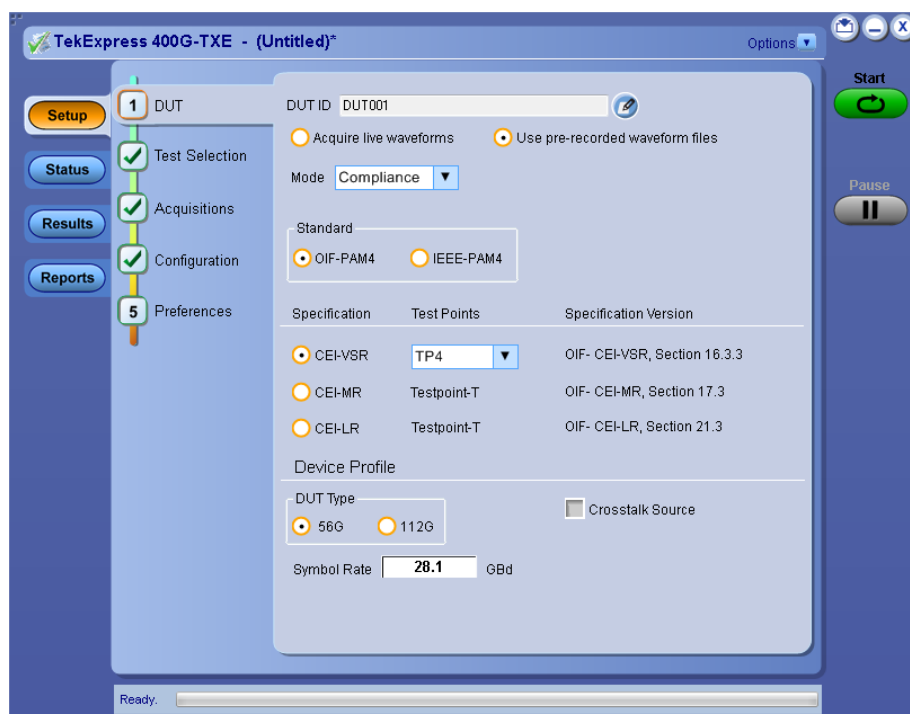 TekExpress 400G-TXE - (Untitled)*
Options
Start
Pause
Setup
Status
Results
Reports
1 DUT
Test Selection
Acquisitions
Configuration
5 Preferences
DUT ID DUT001
Acquire live waveforms
Use pre-recorded waveform files
Mode Compliance
Standard
OIF-PAM4
IEEE-PAM4
Specification Test Points Specification Version
CEI-VSR TP4 OIF- CEI-VSR, Section 16.3.3
CEI-MR Testpoint-T OIF- CEI-MR, Section 17.3
CEI-LR Testpoint-T OIF- CEI-LR, Section 21.3
Device Profile
DUT Type
56G 112G
Crosstalk Source
Symbol Rate 28.1 GBd
Ready.